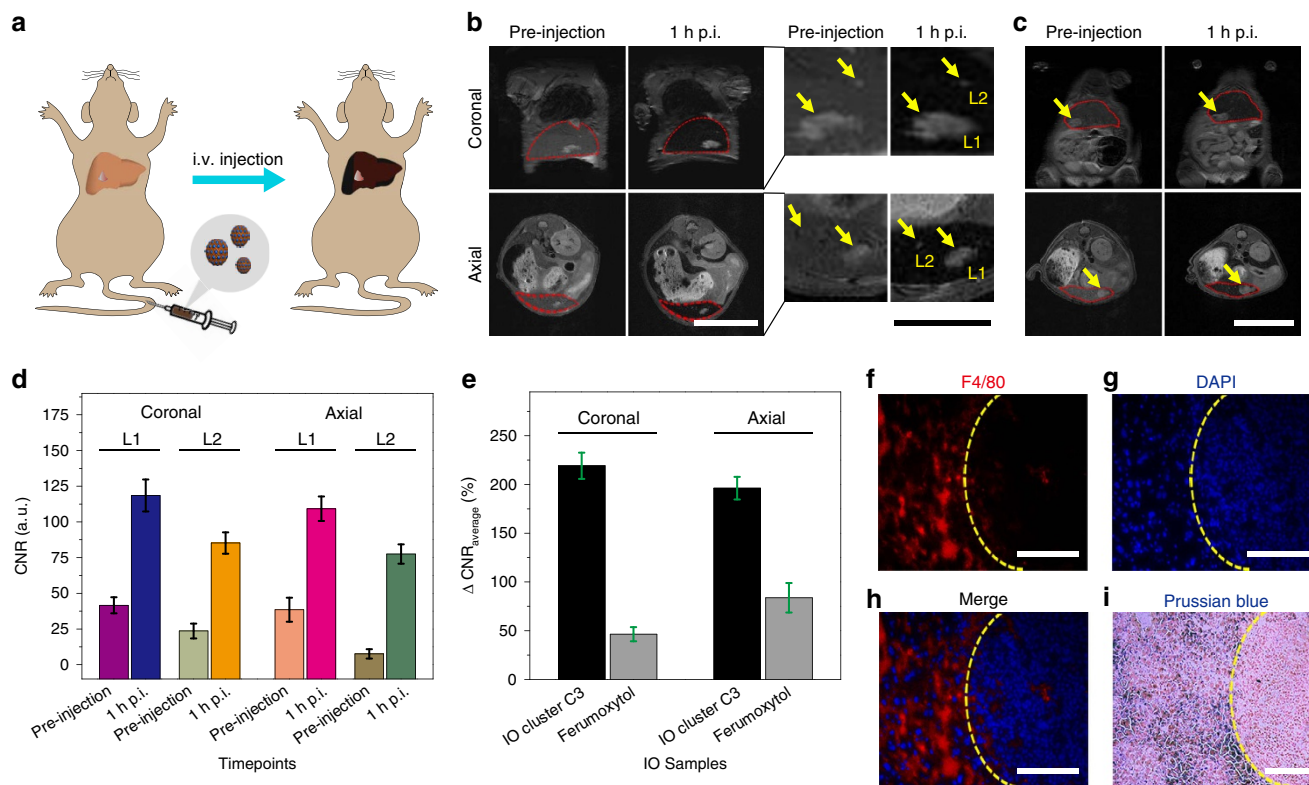 a
i.v. injection
b
Pre-injection
1 h p.i.
Pre-injection
1 h p.i.
Coronal
L2
L1
Axial
L2
L1
c
Pre-injection
1 h p.i.
d
CNR (a.u.)
175
150
125
100
75
50
25
0
Coronal
Axial
L1
L2
L1
L2
Pre-injection
1 h p.i.
Pre-injection
1 h p.i.
Pre-injection
1 h p.i.
Pre-injection
1 h p.i.
Timepoints
e
Δ CNRaverage (%)
250
200
150
100
50
0
Coronal
Axial
IO cluster C3
Ferumoxytol
IO cluster C3
Ferumoxytol
IO Samples
f
F4/80
g
DAPI
h
Merge
i
Prussian blue